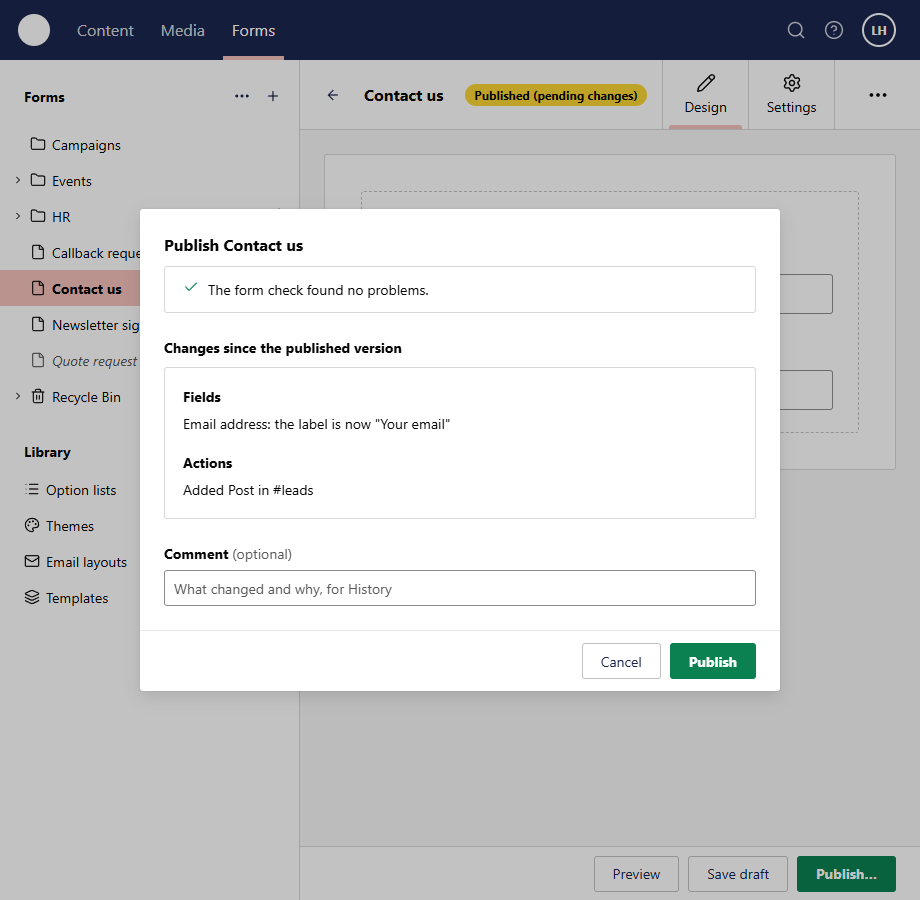 Content Media Forms LH
Forms
Contact us Published (pending changes) Design Settings
Campaigns
Events
HR
Callback reque
Contact us
Newsletter sig
Quote request
Recycle Bin
Library
Option lists
Themes
Email layouts
Templates
Publish Contact us
The form check found no problems.
Changes since the published version
Fields
Email address: the label is now "Your email"
Actions
Added Post in #leads
Comment (optional)
What changed and why, for History
Cancel Publish
Preview Save draft Publish...